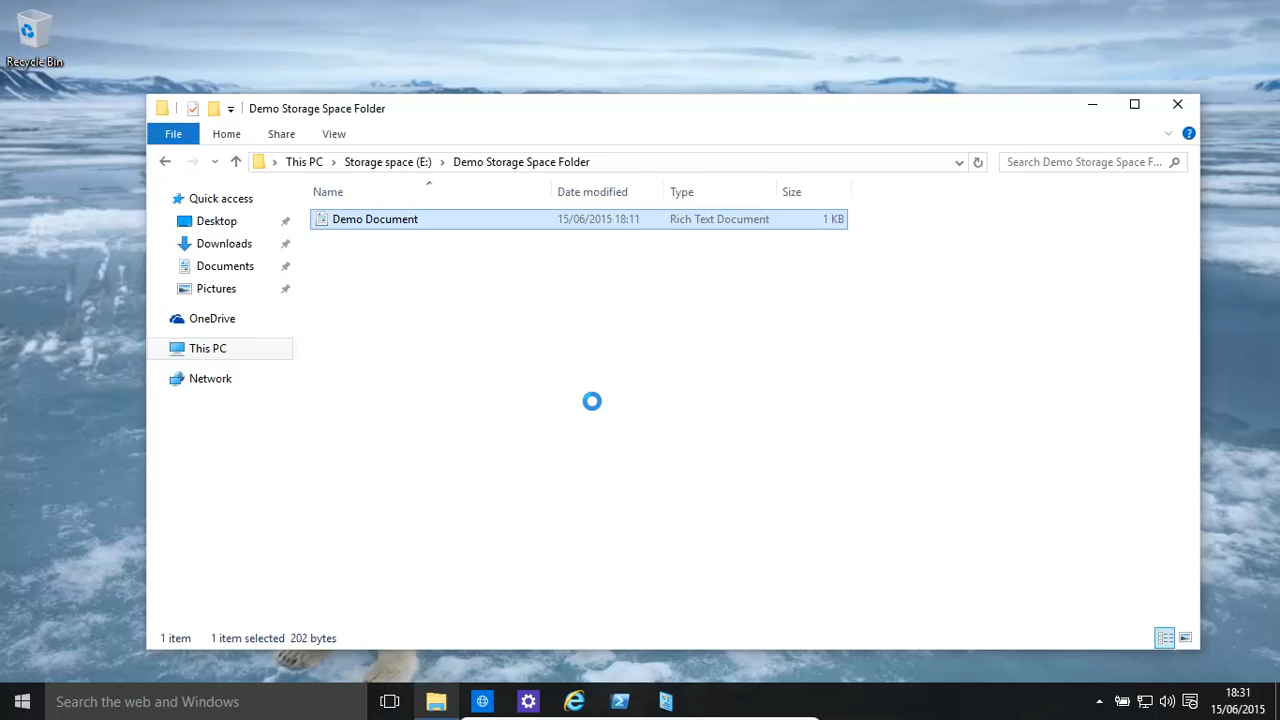 Recycle Bin
Demo Storage Space Folder
File Home Share View
This PC Storage space (E:) Demo Storage Space Folder Search Demo Storage Space F...
Name Date modified Type Size
Quick access
Demo Document 15/06/2015 18:11 Rich Text Document 1 KB
Desktop
Downloads
Documents
Pictures
OneDrive
This PC
Network
1 item 1 item selected 202 bytes
Search the web and Windows
18:31
15/06/2015